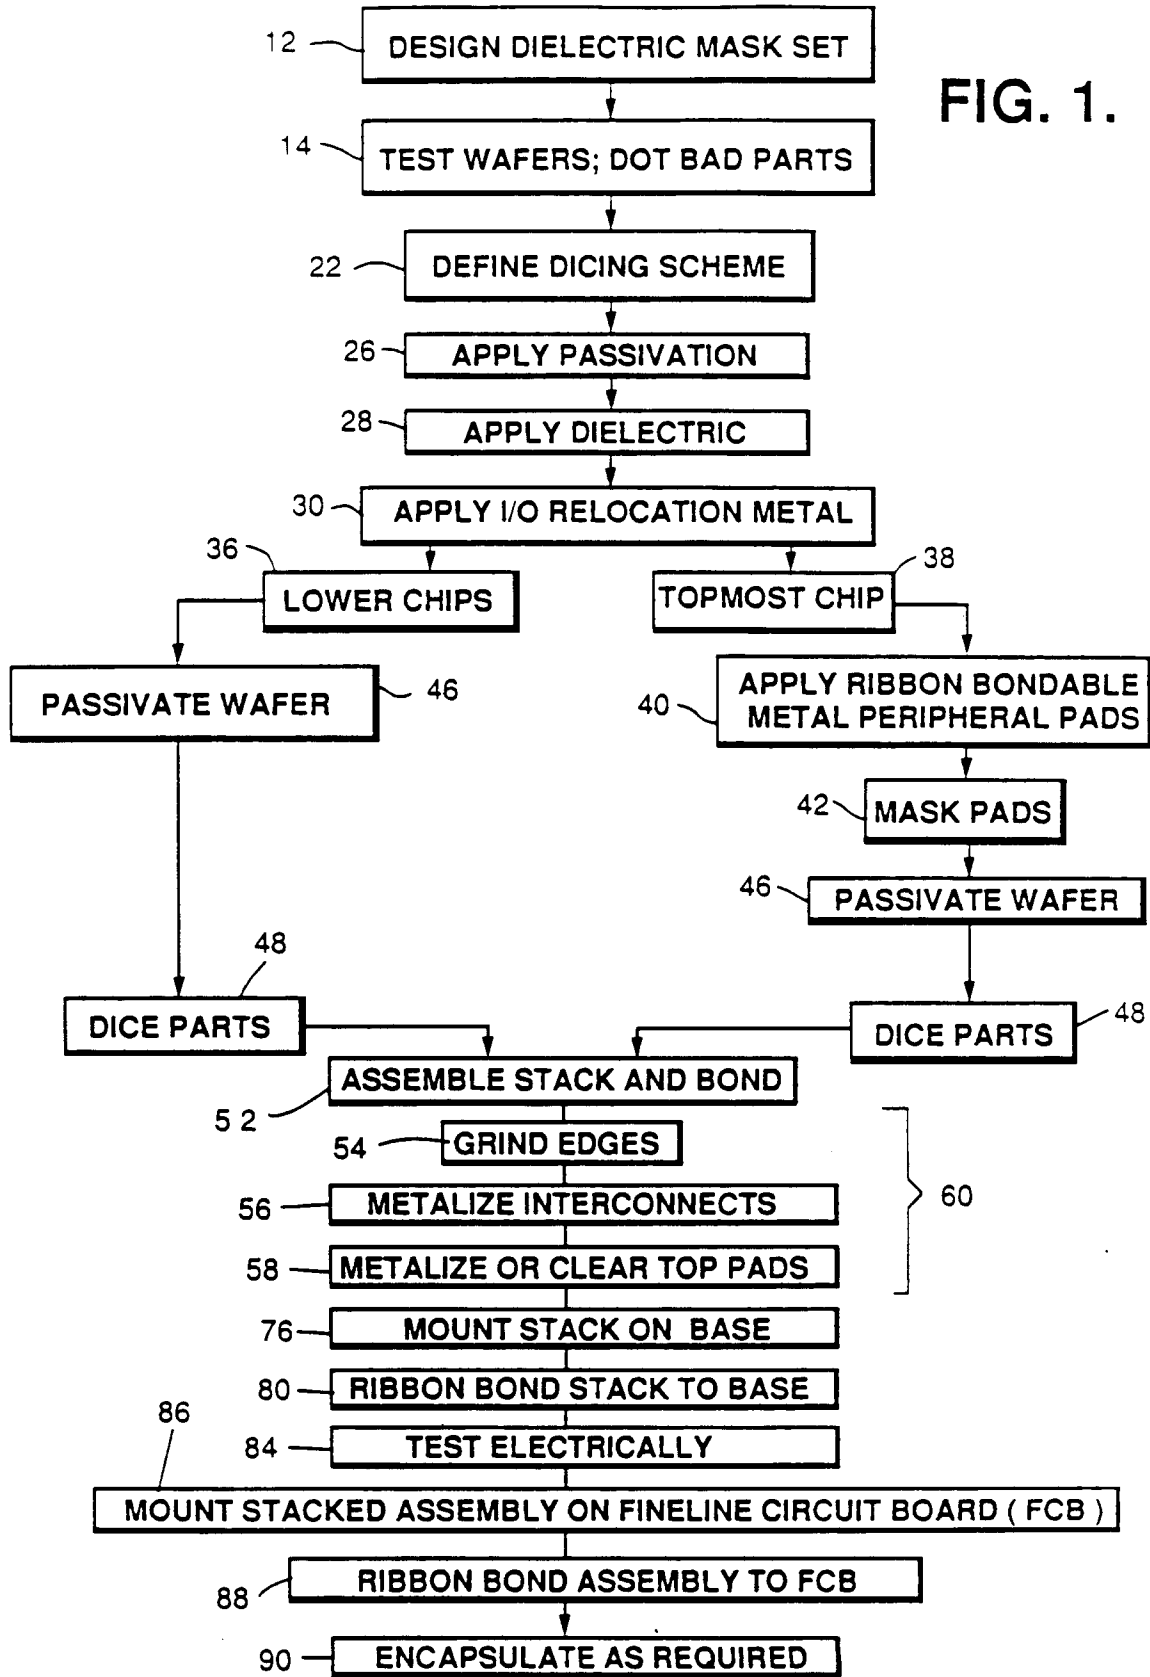 12
DESIGN DIELECTRIC MASK SET
FIG. 1.
14
TEST WAFERS; DOT BAD PARTS
22
DEFINE DICING SCHEME
26
APPLY PASSIVATION
28
APPLY DIELECTRIC
30
APPLY I/O RELOCATION METAL
36
LOWER CHIPS
38
TOPMOST CHIP
PASSIVATE WAFER
46
40
APPLY RIBBON BONDABLE
METAL PERIPHERAL PADS
42
MASK PADS
46
PASSIVATE WAFER
48
DICE PARTS
48
DICE PARTS
ASSEMBLE STACK AND BOND
52
54
GRIND EDGES
56
METALIZE INTERCONNECTS
60
58
METALIZE OR CLEAR TOP PADS
76
MOUNT STACK ON BASE
80
RIBBON BOND STACK TO BASE
86
84
TEST ELECTRICALLY
MOUNT STACKED ASSEMBLY ON FINELINE CIRCUIT BOARD ( FCB )
88
RIBBON BOND ASSEMBLY TO FCB
90
ENCAPSULATE AS REQUIRED